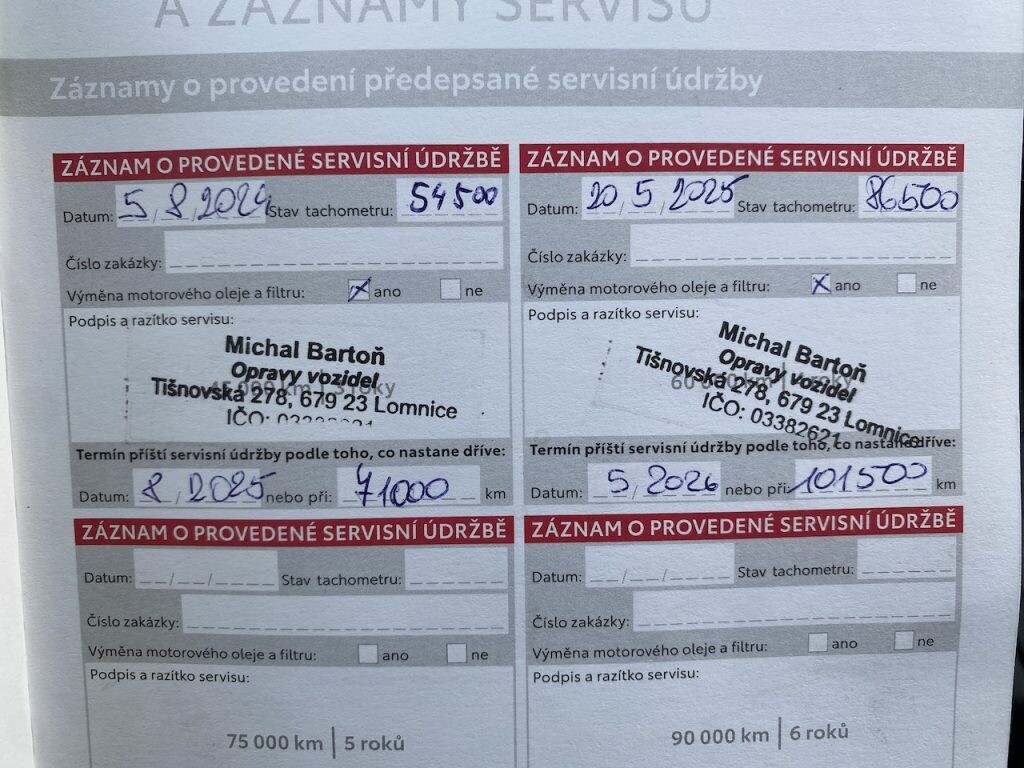 A ZÁZNAMY SERVISU
Záznamy o provedení předepsané servisní údržby
ZÁZNAM O PROVEDENÉ SERVISNÍ ÚDRŽBĚ
Datum: 5/8/2024 Stav tachometru: 54500
Číslo zakázky:
Výměna motorového oleje a filtru: x ano ne
Podpis a razítko servisu:
45 000 km | 3 roky
Michal Bartoň
Opravy vozidel
Tišnovská 278, 679 23 Lomnice
IČO:
Termín příští servisní údržby podle toho, co nastane dříve:
Datum: 8/2025 nebo při: 71000 km
ZÁZNAM O PROVEDENÉ SERVISNÍ ÚDRŽBĚ
Datum: 20/5/2025 Stav tachometru: 86500
Číslo zakázky:
Výměna motorového oleje a filtru: x ano ne
Podpis a razítko servisu:
Michal Bartoň
Opravy vozidel
Tišnovská 278, 679 23 Lomnice
IČO: 03382621
Termín příští servisní údržby podle toho, co nastane dříve:
Datum: 5/2026 nebo při: 101500 km
ZÁZNAM O PROVEDENÉ SERVISNÍ ÚDRŽBĚ
Datum: Stav tachometru:
Číslo zakázky:
Výměna motorového oleje a filtru: ano ne
Podpis a razítko servisu:
75 000 km | 5 roků
ZÁZNAM O PROVEDENÉ SERVISNÍ ÚDRŽBĚ
Datum: Stav tachometru:
Číslo zakázky:
Výměna motorového oleje a filtru: ano ne
Podpis a razítko servisu:
90 000 km | 6 roků